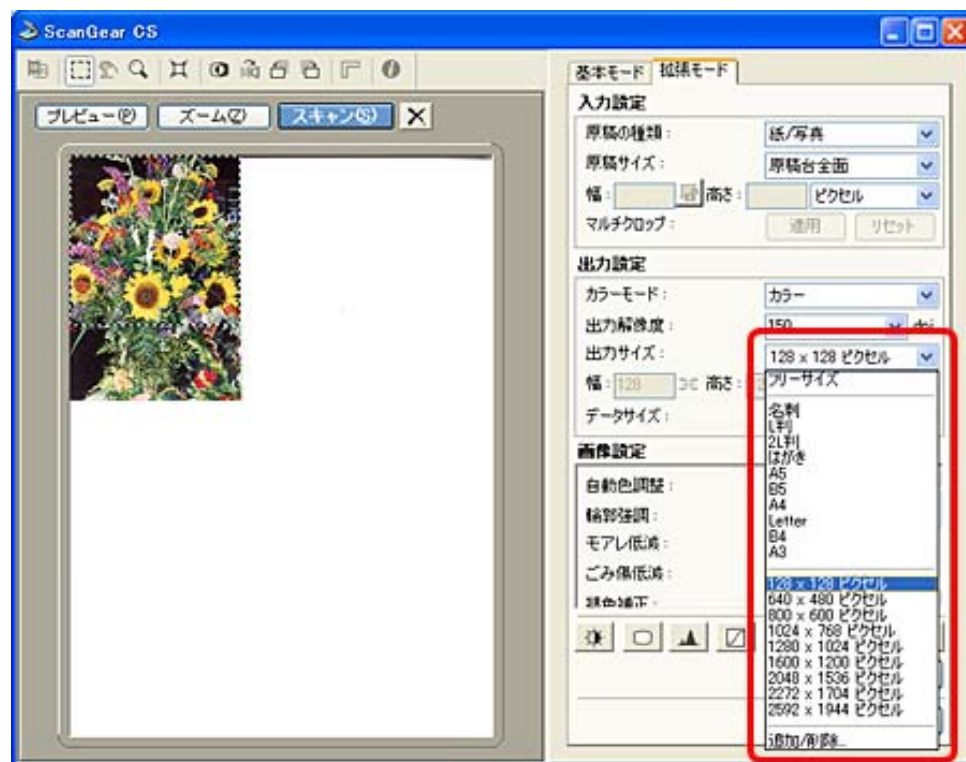 ScanGear CS
プレビュー(P) ズーム(Z) スキャン(S)
基本モード 拡張モード
入力設定
原稿の種類 : 紙/写真
原稿サイズ : 原稿台全面
幅 : 高さ : ピクセル
マルチクロップ : 適用 リセット
出力設定
カラーモード : カラー
出力解像度 : 150 dpi
出力サイズ : 128 x 128 ピクセル
幅 : 128 高さ :
データサイズ :
フリーサイズ
名刺
L判
2L判
はがき
A5
B5
A4
Letter
B4
A3
128 x 128 ピクセル
640 x 480 ピクセル
800 x 600 ピクセル
1024 x 768 ピクセル
1280 x 1024 ピクセル
1600 x 1200 ピクセル
2048 x 1536 ピクセル
2272 x 1704 ピクセル
2592 x 1944 ピクセル
追加/削除...
画像設定
自動色調整 :
輪郭強調 :
モアレ低減 :
ごみ傷低減 :
退色補正 :